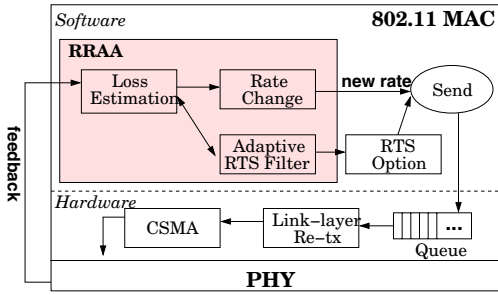 Software
802.11 MAC
RRAA
Loss
Estimation
Rate
Change
new rate
Send
Adaptive
RTS Filter
RTS
Option
feedback
Hardware
CSMA
Link-layer
Re-tx
...
Queue
PHY